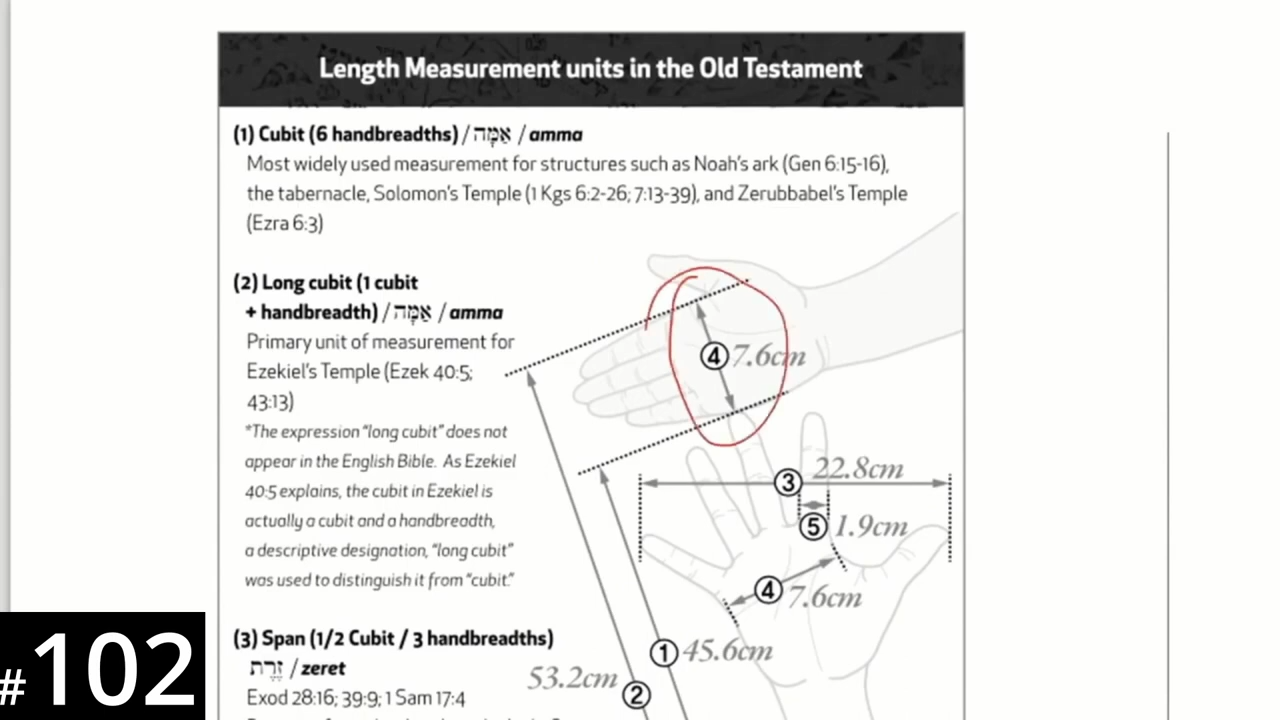 Length Measurement units in the Old Testament
(1) Cubit (6 handbreadths) / אַמָּה / amma
Most widely used measurement for structures such as Noah's ark (Gen 6:15-16),
the tabernacle, Solomon's Temple (1 Kgs 6:2-26; 7:13-39), and Zerubbabel's Temple
(Ezra 6:3)
(2) Long cubit (1 cubit
+ handbreadth) / אַמָּה / amma
Primary unit of measurement for
Ezekiel's Temple (Ezek 40:5;
43:13)
*The expression “long cubit” does not
appear in the English Bible. As Ezekiel
40:5 explains, the cubit in Ezekiel is
actually a cubit and a handbreadth,
a descriptive designation, “long cubit”
was used to distinguish it from “cubit.”
④ 7.6cm
③ 22.8cm
⑤ 1.9cm
④ 7.6cm
① 45.6cm
53.2cm ②
(3) Span (1/2 Cubit / 3 handbreadths)
זֶרֶת / zeret
Exod 28:16; 39:9; 1 Sam 17:4
#102